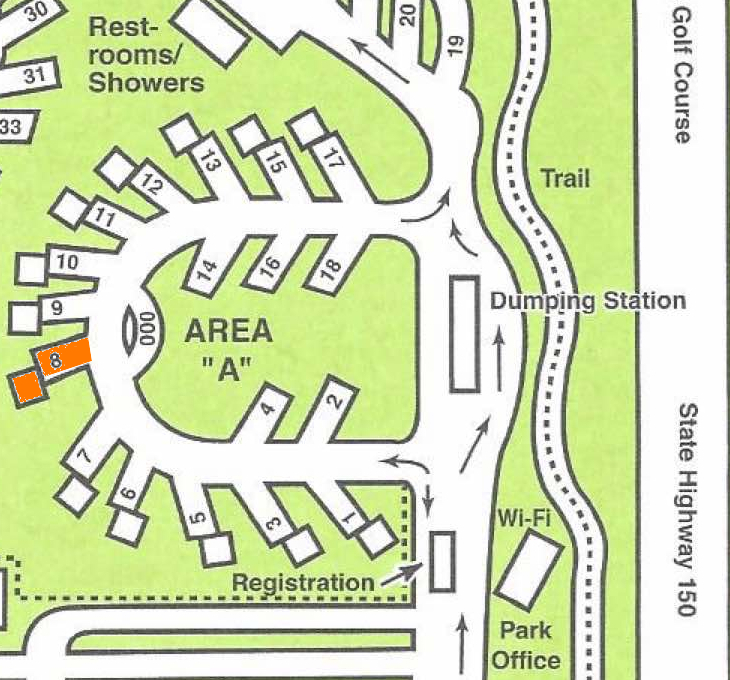 30
20
19
Rest-
rooms/
Showers
31
33
Golf Course
13
15
17
12
Trail
11
10
14
16
18
9
000
AREA
"A"
Dumping Station
8
4
2
7
6
5
3
1
State Highway 150
Wi-Fi
Registration
Park
Office